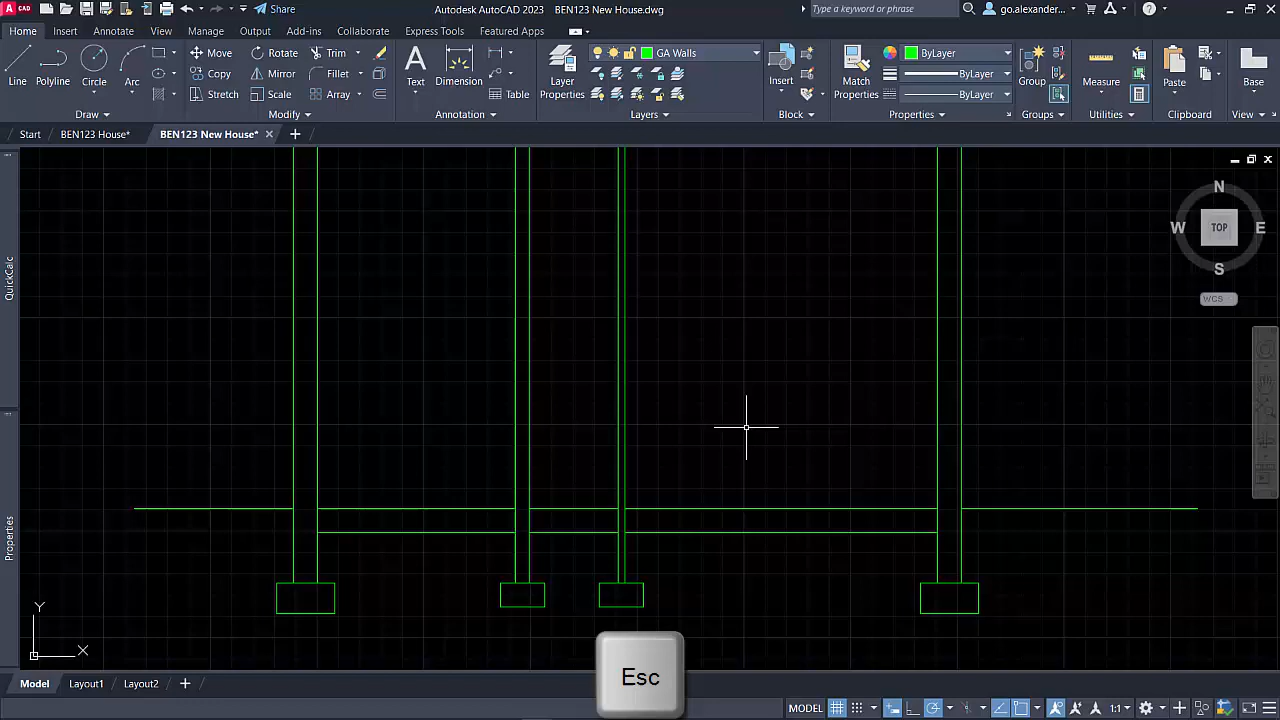 CAD
Share
Autodesk AutoCAD 2023 BEN123 New House.dwg
Type a keyword or phrase
go.alexander...
Home Insert Annotate View Manage Output Add-ins Collaborate Express Tools Featured Apps
Line Polyline Circle Arc
Move Rotate Trim
Copy Mirror Fillet
Stretch Scale Array
Text Dimension Table
Layer Properties
GA Walls
Insert
Match Properties
ByLayer
ByLayer
ByLayer
Group
Measure
Paste
Base
Draw Modify Annotation Layers Block Properties Groups Utilities Clipboard View
Start BEN123 House* BEN123 New House*
QuickCalc
Properties
N
W TOP E
S
WCS
Y
X
Esc
Model Layout1 Layout2
MODEL 1:1